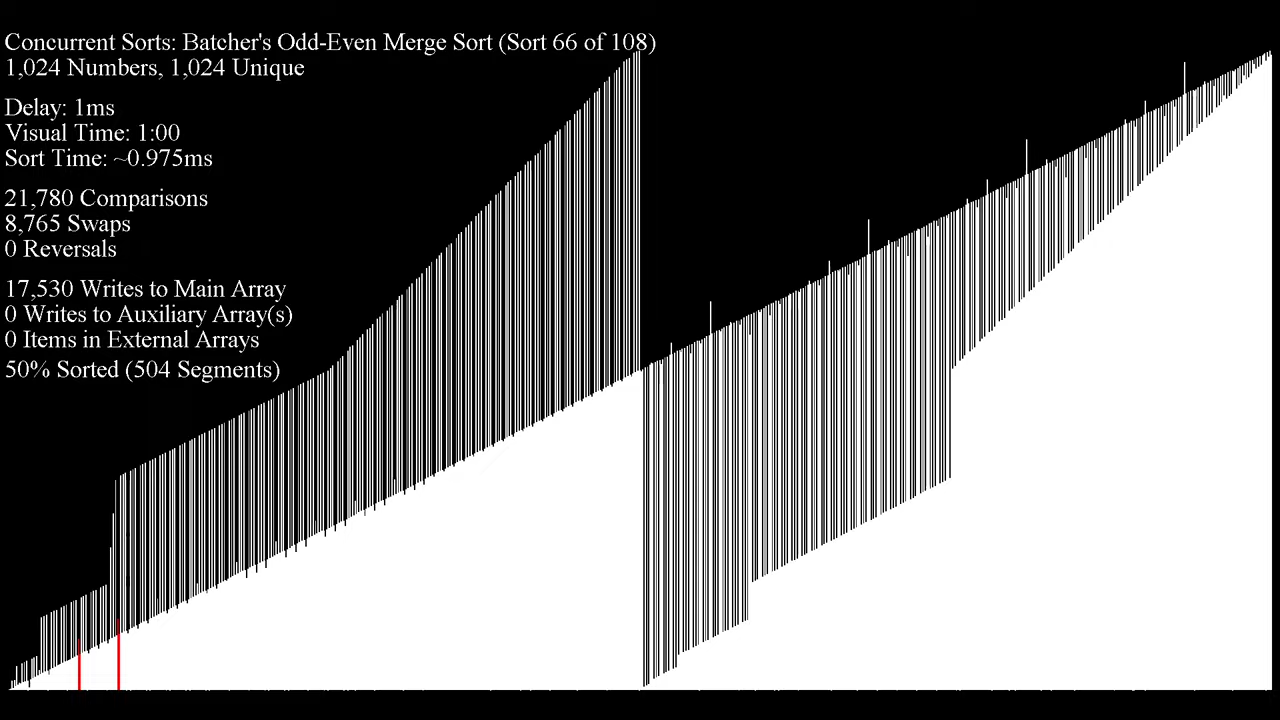 Concurrent Sorts: Batcher's Odd-Even Merge Sort (Sort 66 of 108)
1,024 Numbers, 1,024 Unique
Delay: 1ms
Visual Time: 1:00
Sort Time: ~0.975ms
21,780 Comparisons
8,765 Swaps
0 Reversals
17,530 Writes to Main Array
0 Writes to Auxiliary Array(s)
0 Items in External Arrays
50% Sorted (504 Segments)